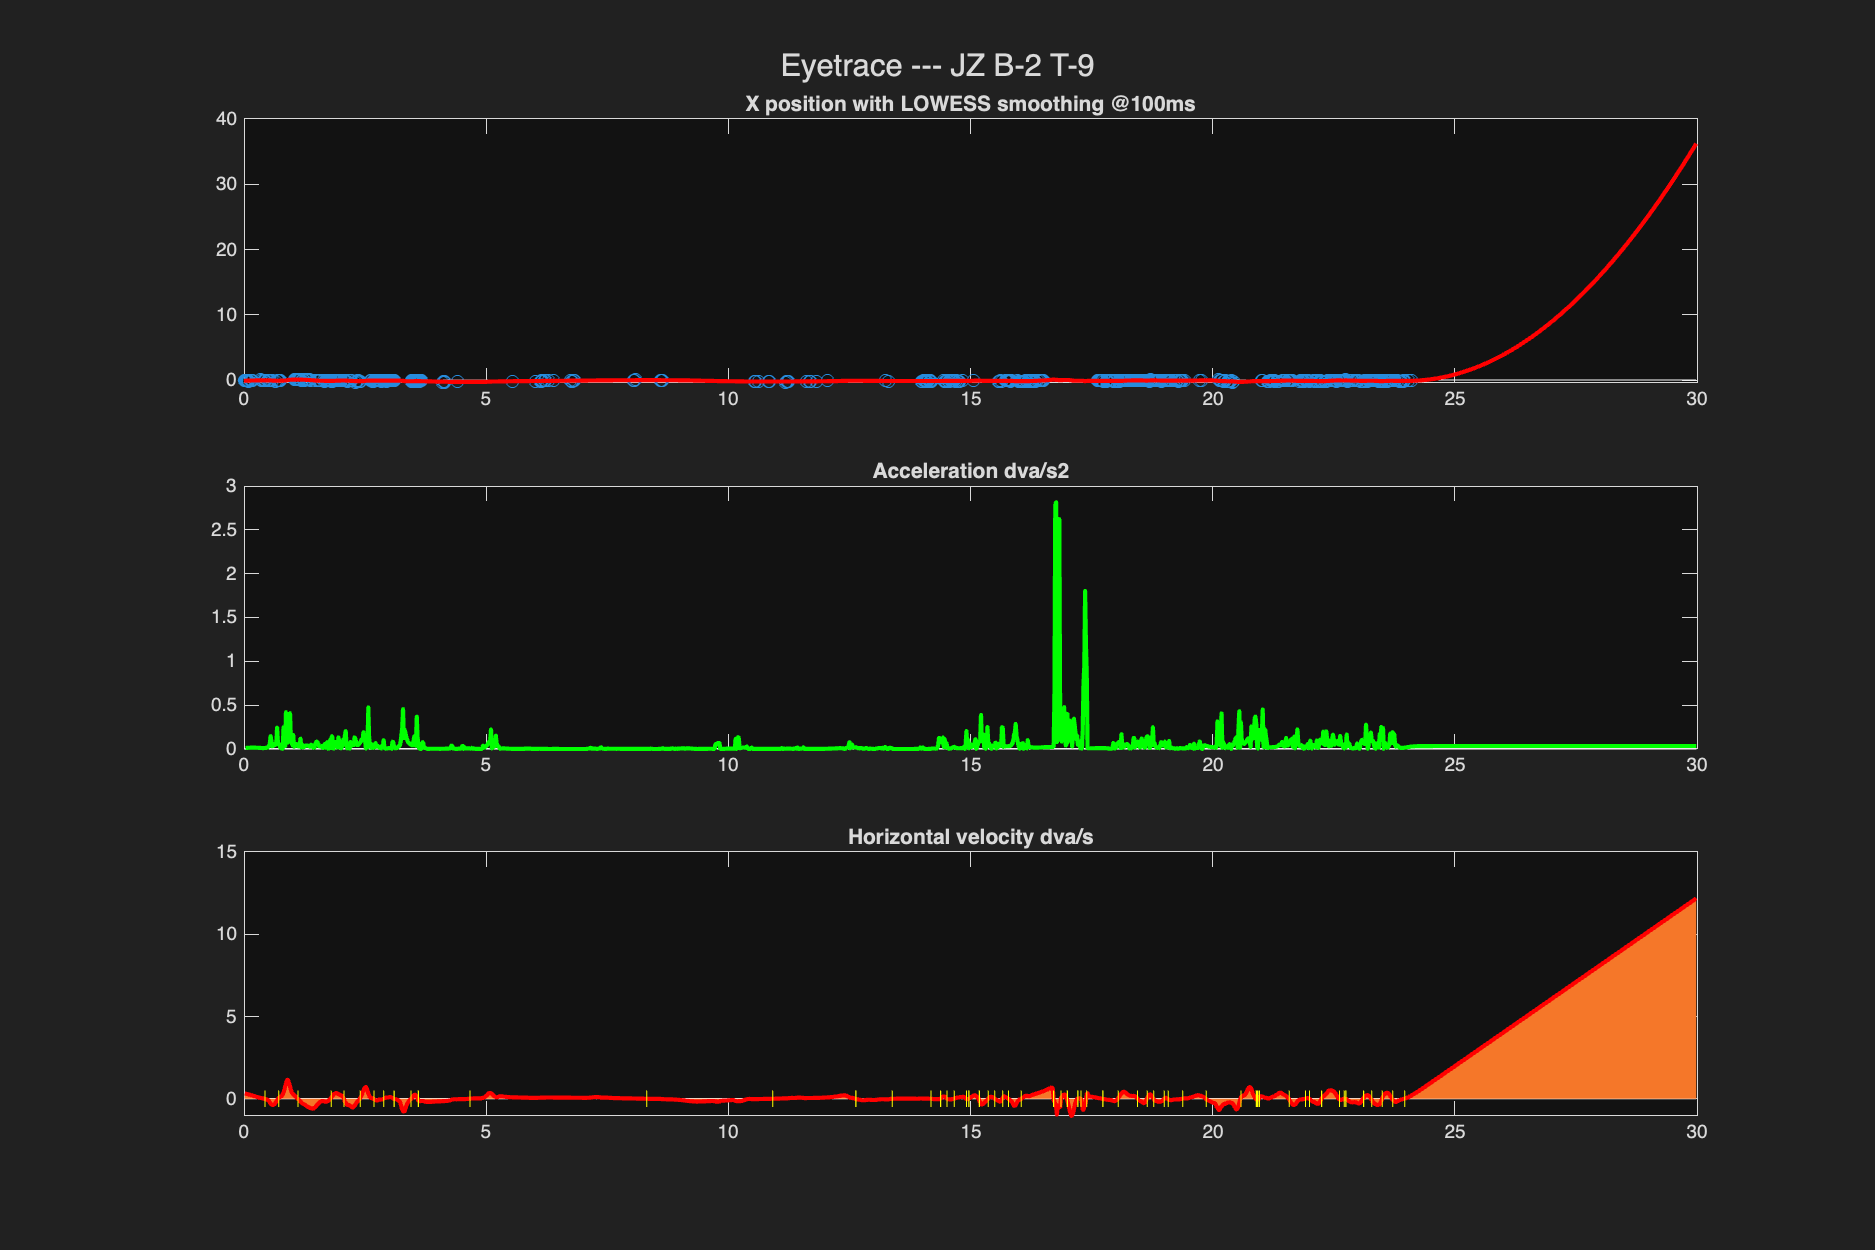 Eyetrace --- JZ B-2 T-9
X position with LOWESS smoothing @100ms
40
30
20
10
0
0 5 10 15 20 25 30
Acceleration dva/s2
3
2.5
2
1.5
1
0.5
0
0 5 10 15 20 25 30
Horizontal velocity dva/s
15
10
5
0
0 5 10 15 20 25 30